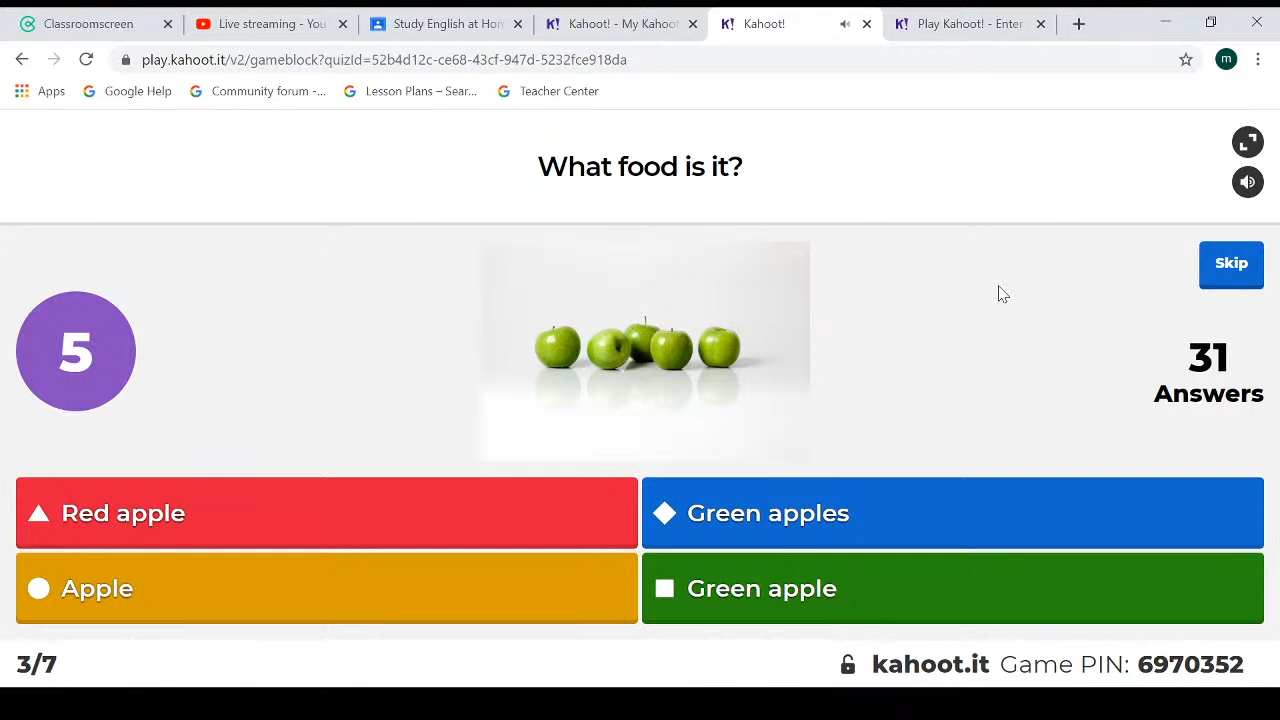 Classroomscreen
Live streaming - You
Study English at Hom
K! Kahoot! - My Kahoot
K! Kahoot!
K! Play Kahoot! - Enter
play.kahoot.it/v2/gameblock?quizId=52b4d12c-ce68-43cf-947d-5232fce918da
m
Apps
Google Help
Community forum -...
Lesson Plans – Sear...
Teacher Center
What food is it?
Skip
5
31
Answers
Red apple
Green apples
Apple
Green apple
3/7
kahoot.it Game PIN: 6970352